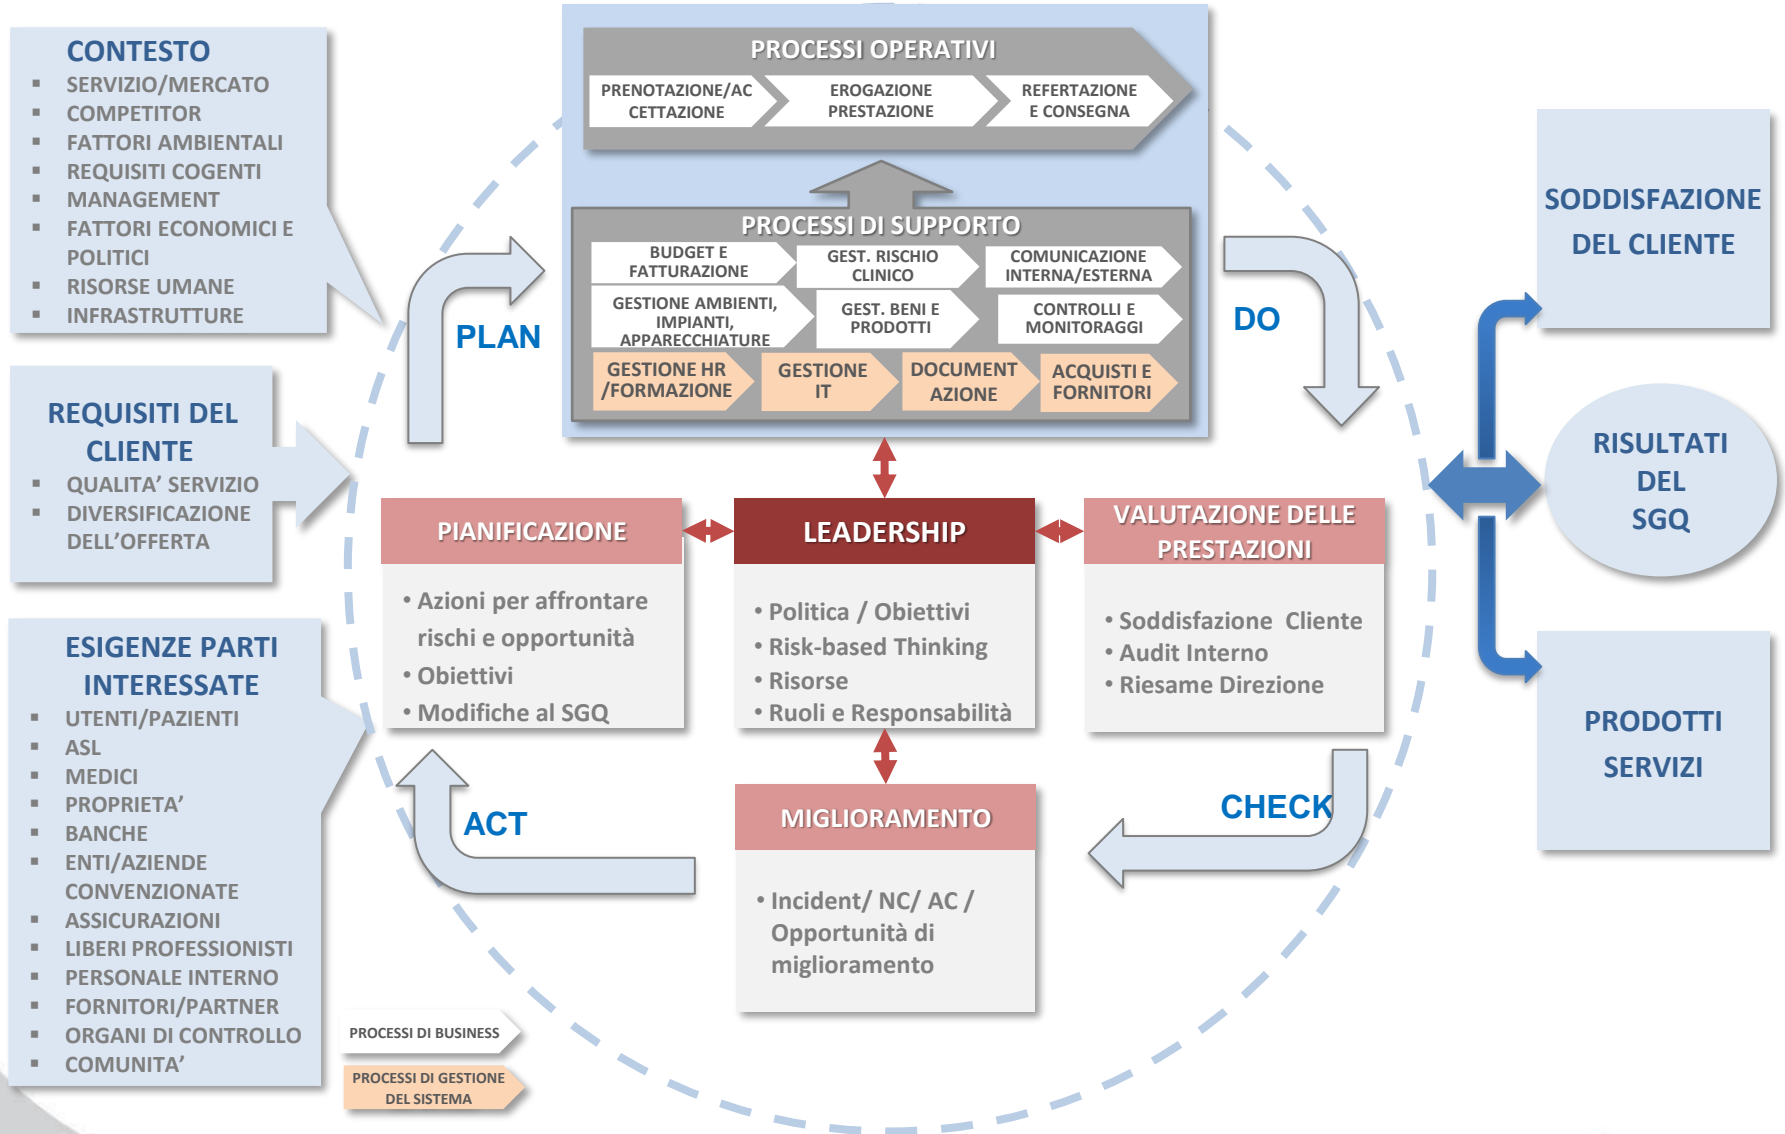 CONTESTO
▪ SERVIZIO/MERCATO
▪ COMPETITOR
▪ FATTORI AMBIENTALI
▪ REQUISITI COGENTI
▪ MANAGEMENT
▪ FATTORI ECONOMICI E
POLITICI
▪ RISORSE UMANE
▪ INFRASTRUTTURE
REQUISITI DEL
CLIENTE
▪ QUALITA’ SERVIZIO
▪ DIVERSIFICAZIONE
DELL’OFFERTA
ESIGENZE PARTI
INTERESSATE
▪ UTENTI/PAZIENTI
▪ ASL
▪ MEDICI
▪ PROPRIETA’
▪ BANCHE
▪ ENTI/AZIENDE
CONVENZIONATE
▪ ASSICURAZIONI
▪ LIBERI PROFESSIONISTI
▪ PERSONALE INTERNO
▪ FORNITORI/PARTNER
▪ ORGANI DI CONTROLLO
▪ COMUNITA’
PROCESSI OPERATIVI
PRENOTAZIONE/AC
CETTAZIONE
EROGAZIONE
PRESTAZIONE
REFERTAZIONE
E CONSEGNA
PROCESSI DI SUPPORTO
BUDGET E
FATTURAZIONE
GEST. RISCHIO
CLINICO
COMUNICAZIONE
INTERNA/ESTERNA
GESTIONE AMBIENTI,
IMPIANTI,
APPARECCHIATURE
GEST. BENI E
PRODOTTI
CONTROLLI E
MONITORAGGI
GESTIONE HR
/FORMAZIONE
GESTIONE
IT
DOCUMENT
AZIONE
ACQUISTI E
FORNITORI
PLAN
DO
PIANIFICAZIONE
• Azioni per affrontare
rischi e opportunità
• Obiettivi
• Modifiche al SGQ
LEADERSHIP
• Politica / Obiettivi
• Risk-based Thinking
• Risorse
• Ruoli e Responsabilità
VALUTAZIONE DELLE
PRESTAZIONI
• Soddisfazione Cliente
• Audit Interno
• Riesame Direzione
ACT
CHECK
MIGLIORAMENTO
• Incident/ NC/ AC /
Opportunità di
miglioramento
PROCESSI DI BUSINESS
PROCESSI DI GESTIONE
DEL SISTEMA
SODDISFAZIONE
DEL CLIENTE
RISULTATI
DEL
SGQ
PRODOTTI
SERVIZI